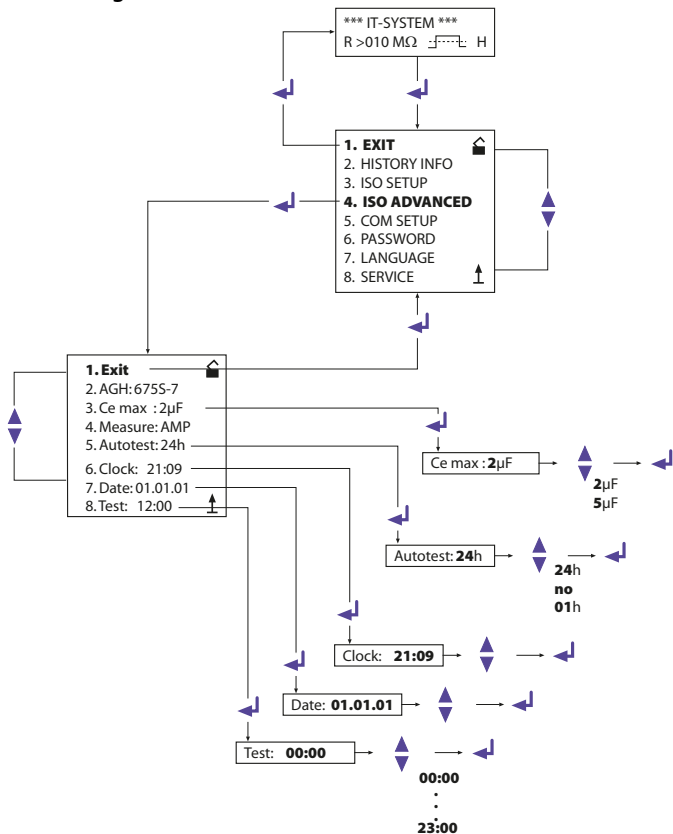 *** IT-SYSTEM ***
R >010 MΩ H
1. EXIT
2. HISTORY INFO
3. ISO SETUP
4. ISO ADVANCED
5. COM SETUP
6. PASSWORD
7. LANGUAGE
8. SERVICE
1. Exit
2. AGH: 675S-7
3. Ce max : 2µF
4. Measure: AMP
5. Autotest: 24h
6. Clock: 21:09
7. Date: 01.01.01
8. Test: 12:00
Ce max : 2µF
2µF
5µF
Autotest: 24h
24h
no
01h
Clock: 21:09
Date: 01.01.01
Test: 00:00
00:00
.
.
.
23:00